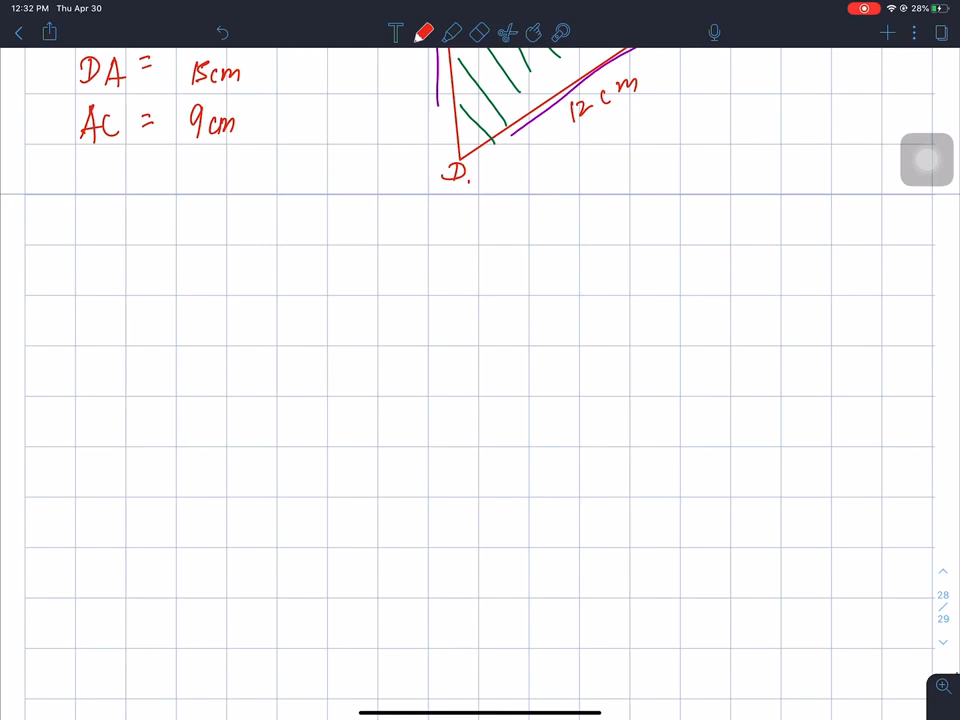 12:32 PM Thu Apr 30
28%
T
DA = 15cm
AC = 9cm
12 cm
D.
28
/
29